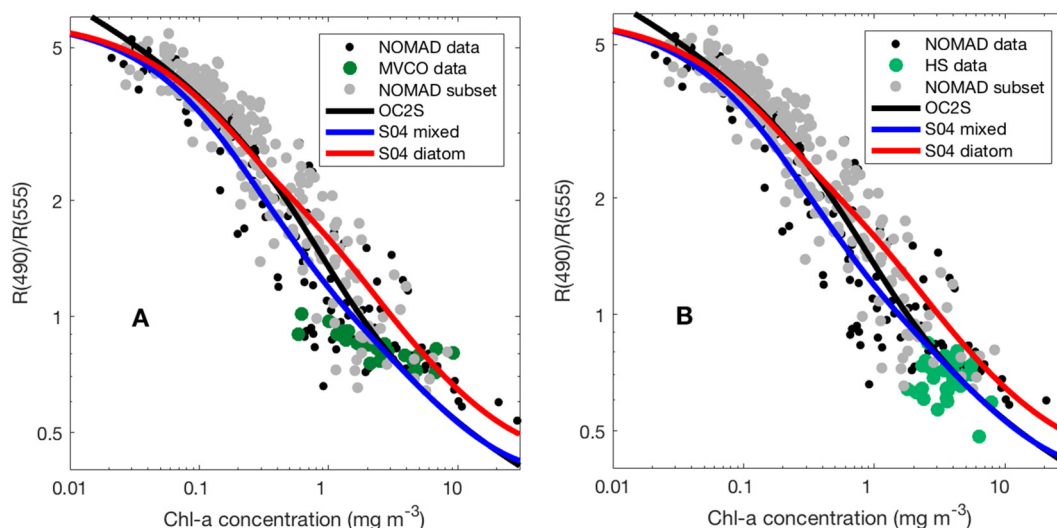 5
2
1
0.5
R(490)/R(555)
NOMAD data
MVCO data
NOMAD subset
OC2S
S04 mixed
S04 diatom
A
0.01 0.1 1 10
Chl-a concentration (mg m⁻³)
5
2
1
0.5
R(490)/R(555)
NOMAD data
HS data
NOMAD subset
OC2S
S04 mixed
S04 diatom
B
0.01 0.1 1 10
Chl-a concentration (mg m⁻³)